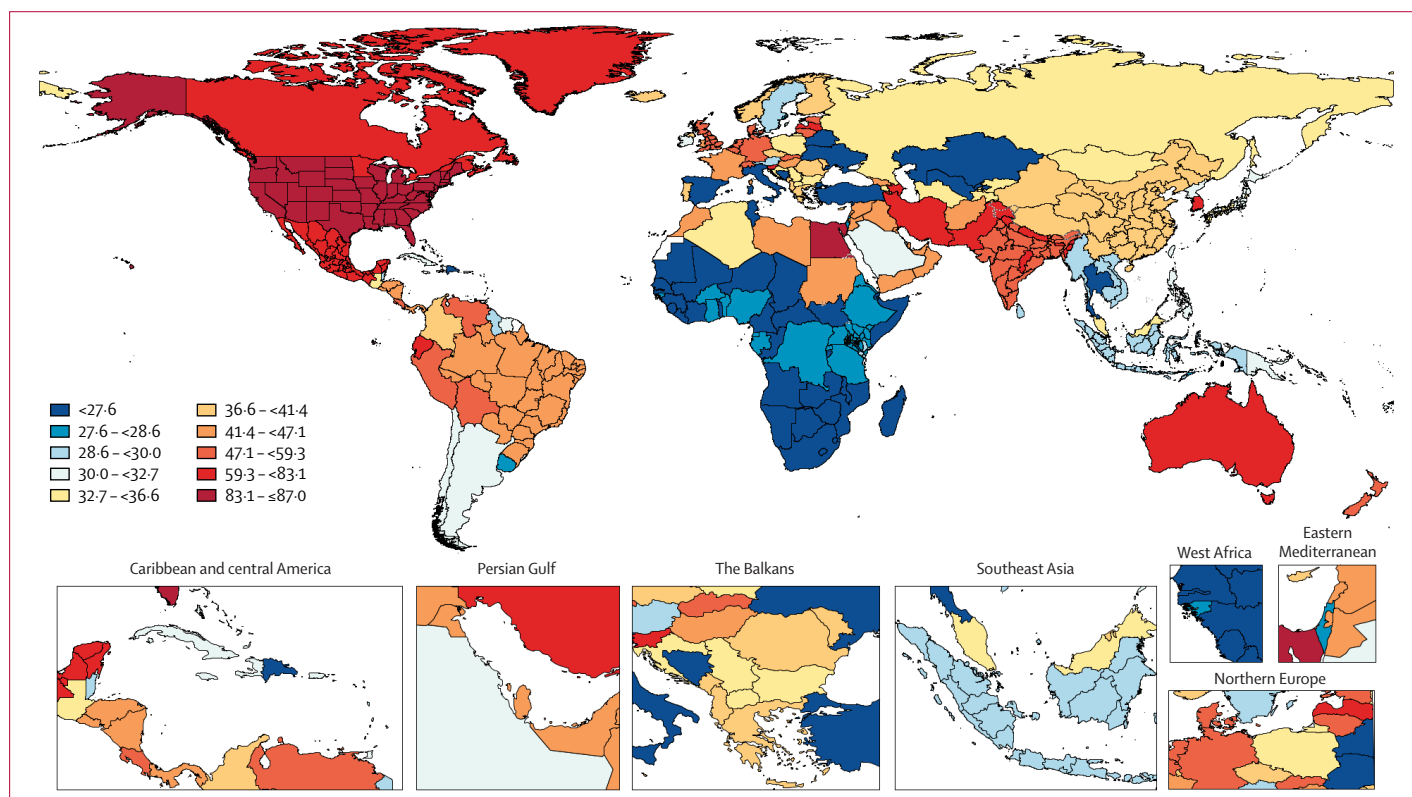 <27·6
27·6 – <28·6
28·6 – <30·0
30·0 – <32·7
32·7 – <36·6
36·6 – <41·4
41·4 – <47·1
47·1 – <59·3
59·3 – <83·1
83·1 – ≤87·0
Caribbean and central America
Persian Gulf
The Balkans
Southeast Asia
West Africa
Eastern
Mediterranean
Northern Europe